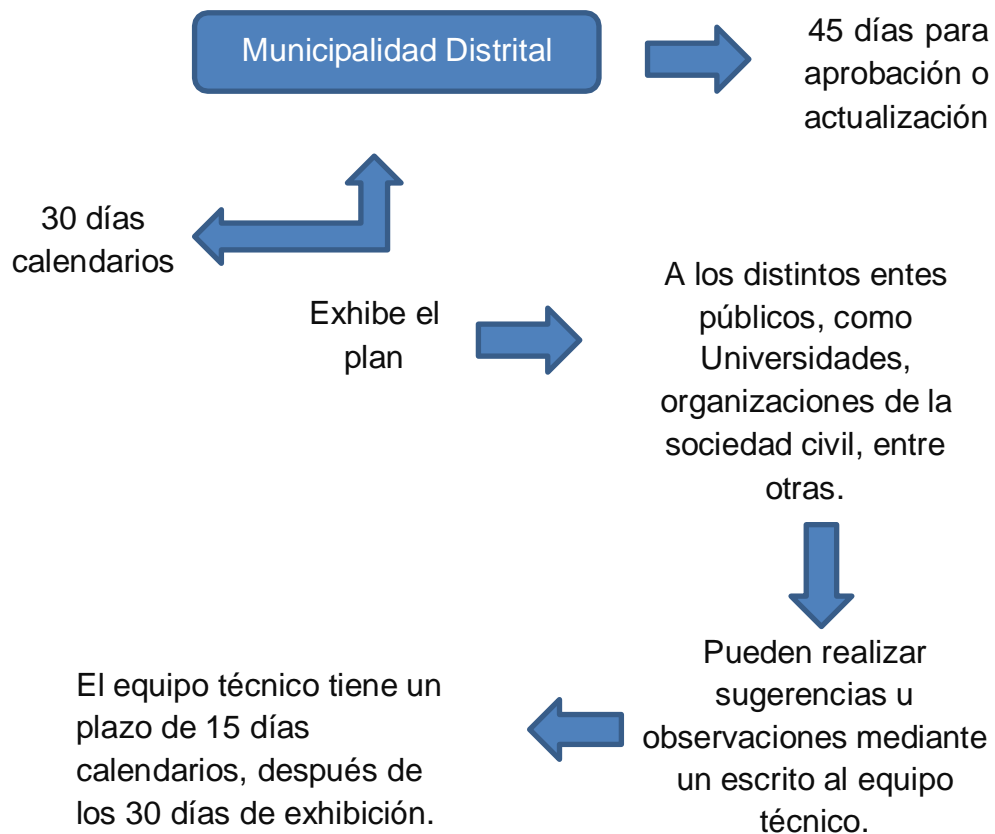 Municipalidad Distrital
45 días para
aprobación o
actualización
30 días
calendarios
Exhibe el
plan
A los distintos entes
públicos, como
Universidades,
organizaciones de la
sociedad civil, entre
otras.
Pueden realizar
sugerencias u
observaciones mediante
un escrito al equipo
técnico.
El equipo técnico tiene un
plazo de 15 días
calendarios, después de
los 30 días de exhibición.